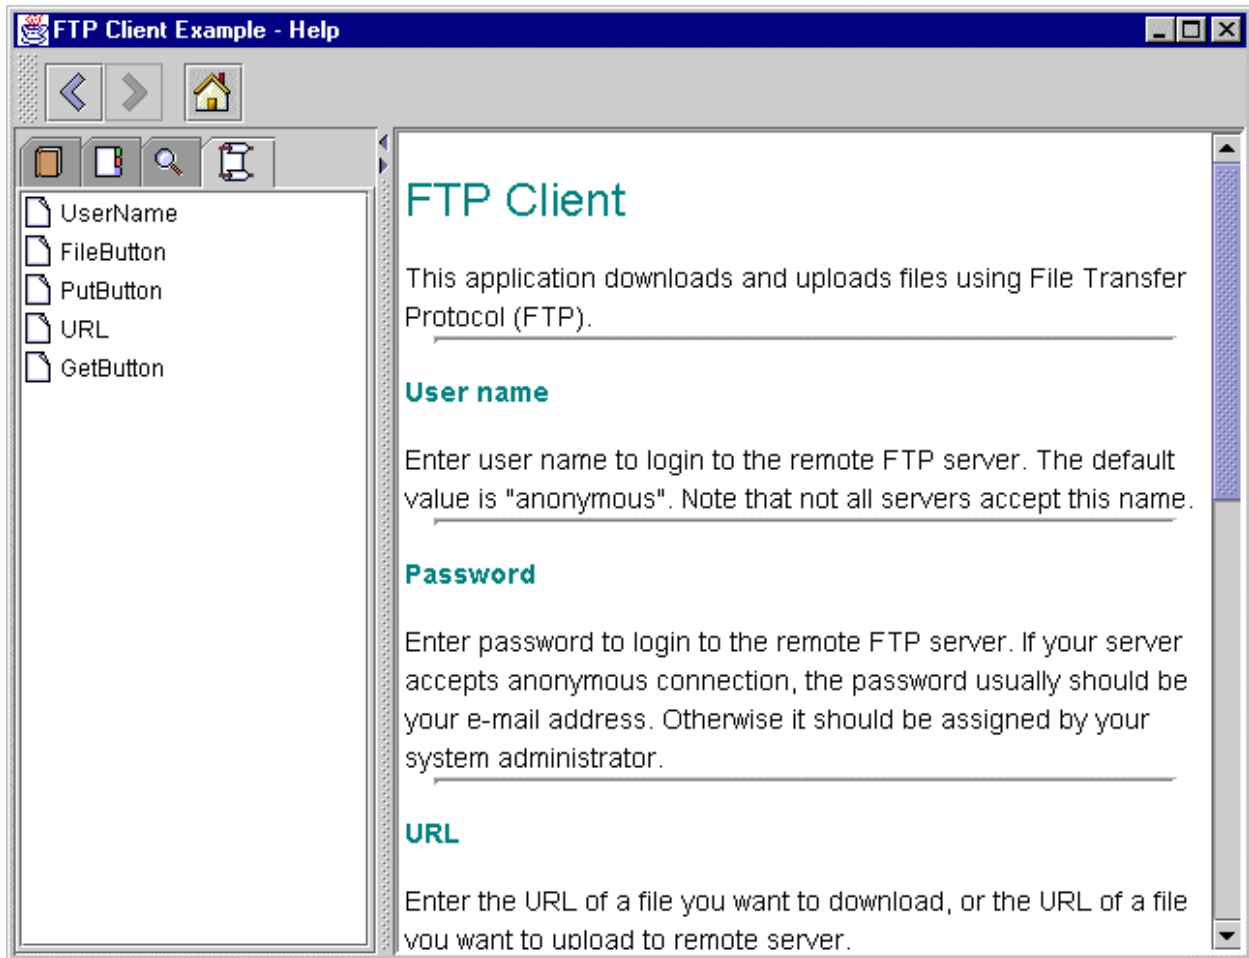 FTP Client Example - Help
UserName
FileButton
PutButton
URL
GetButton
FTP Client
This application downloads and uploads files using File Transfer
Protocol (FTP).
User name
Enter user name to login to the remote FTP server. The default
value is "anonymous". Note that not all servers accept this name.
Password
Enter password to login to the remote FTP server. If your server
accepts anonymous connection, the password usually should be
your e-mail address. Otherwise it should be assigned by your
system administrator.
URL
Enter the URL of a file you want to download, or the URL of a file
you want to upload to remote server.